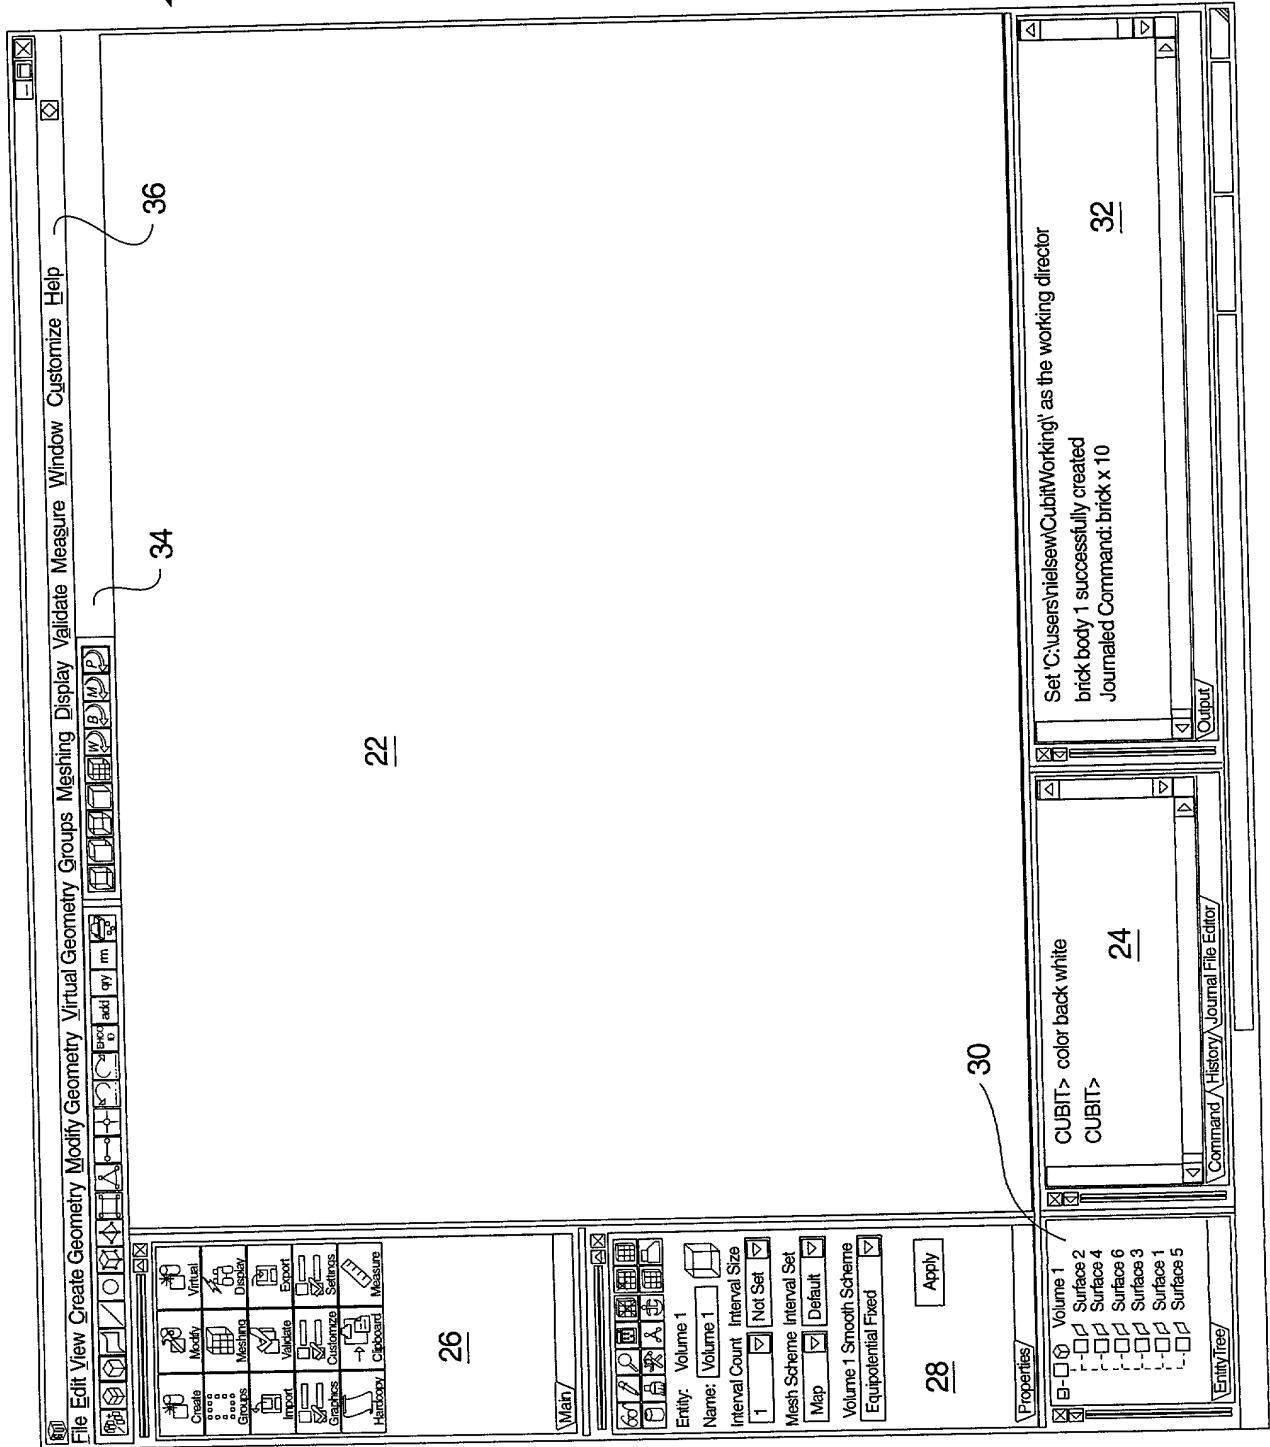 File Edit View Create Geometry Modify Geometry Virtual Geometry Groups Meshing Display Validate Measure Window Customize Help
36
EHCO ID add qry rm
W B M P
34
Create Modify Virtual
Groups Meshing Display
Import Validate Export
Graphics Customize Settings
Hardcopy Clipboard Measure
26
Main
22
Entity: Volume 1
Name: Volume 1
Interval Count Interval Size
1 Not Set
Mesh Scheme Interval Set
Map Default
Volume 1 Smooth Scheme
Equipotential Fixed
Apply
28
Properties
30
Volume 1
Surface 2
Surface 4
Surface 6
Surface 3
Surface 1
Surface 5
EntityTree
CUBIT> color back white
CUBIT>
24
Command History Journal File Editor
Set 'C:\users\nielsew\CubitWorking\' as the working director
brick body 1 successfully created
Journaled Command: brick x 10
32
Output